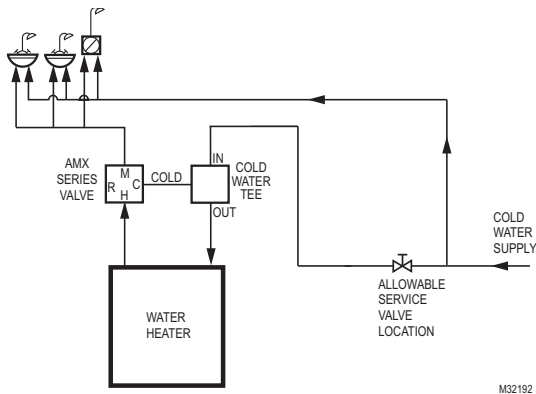 AMX
SERIES
VALVE
M
R
C
H
COLD
IN
COLD
WATER
TEE
OUT
COLD
WATER
SUPPLY
ALLOWABLE
SERVICE
VALVE
LOCATION
WATER
HEATER
M32192